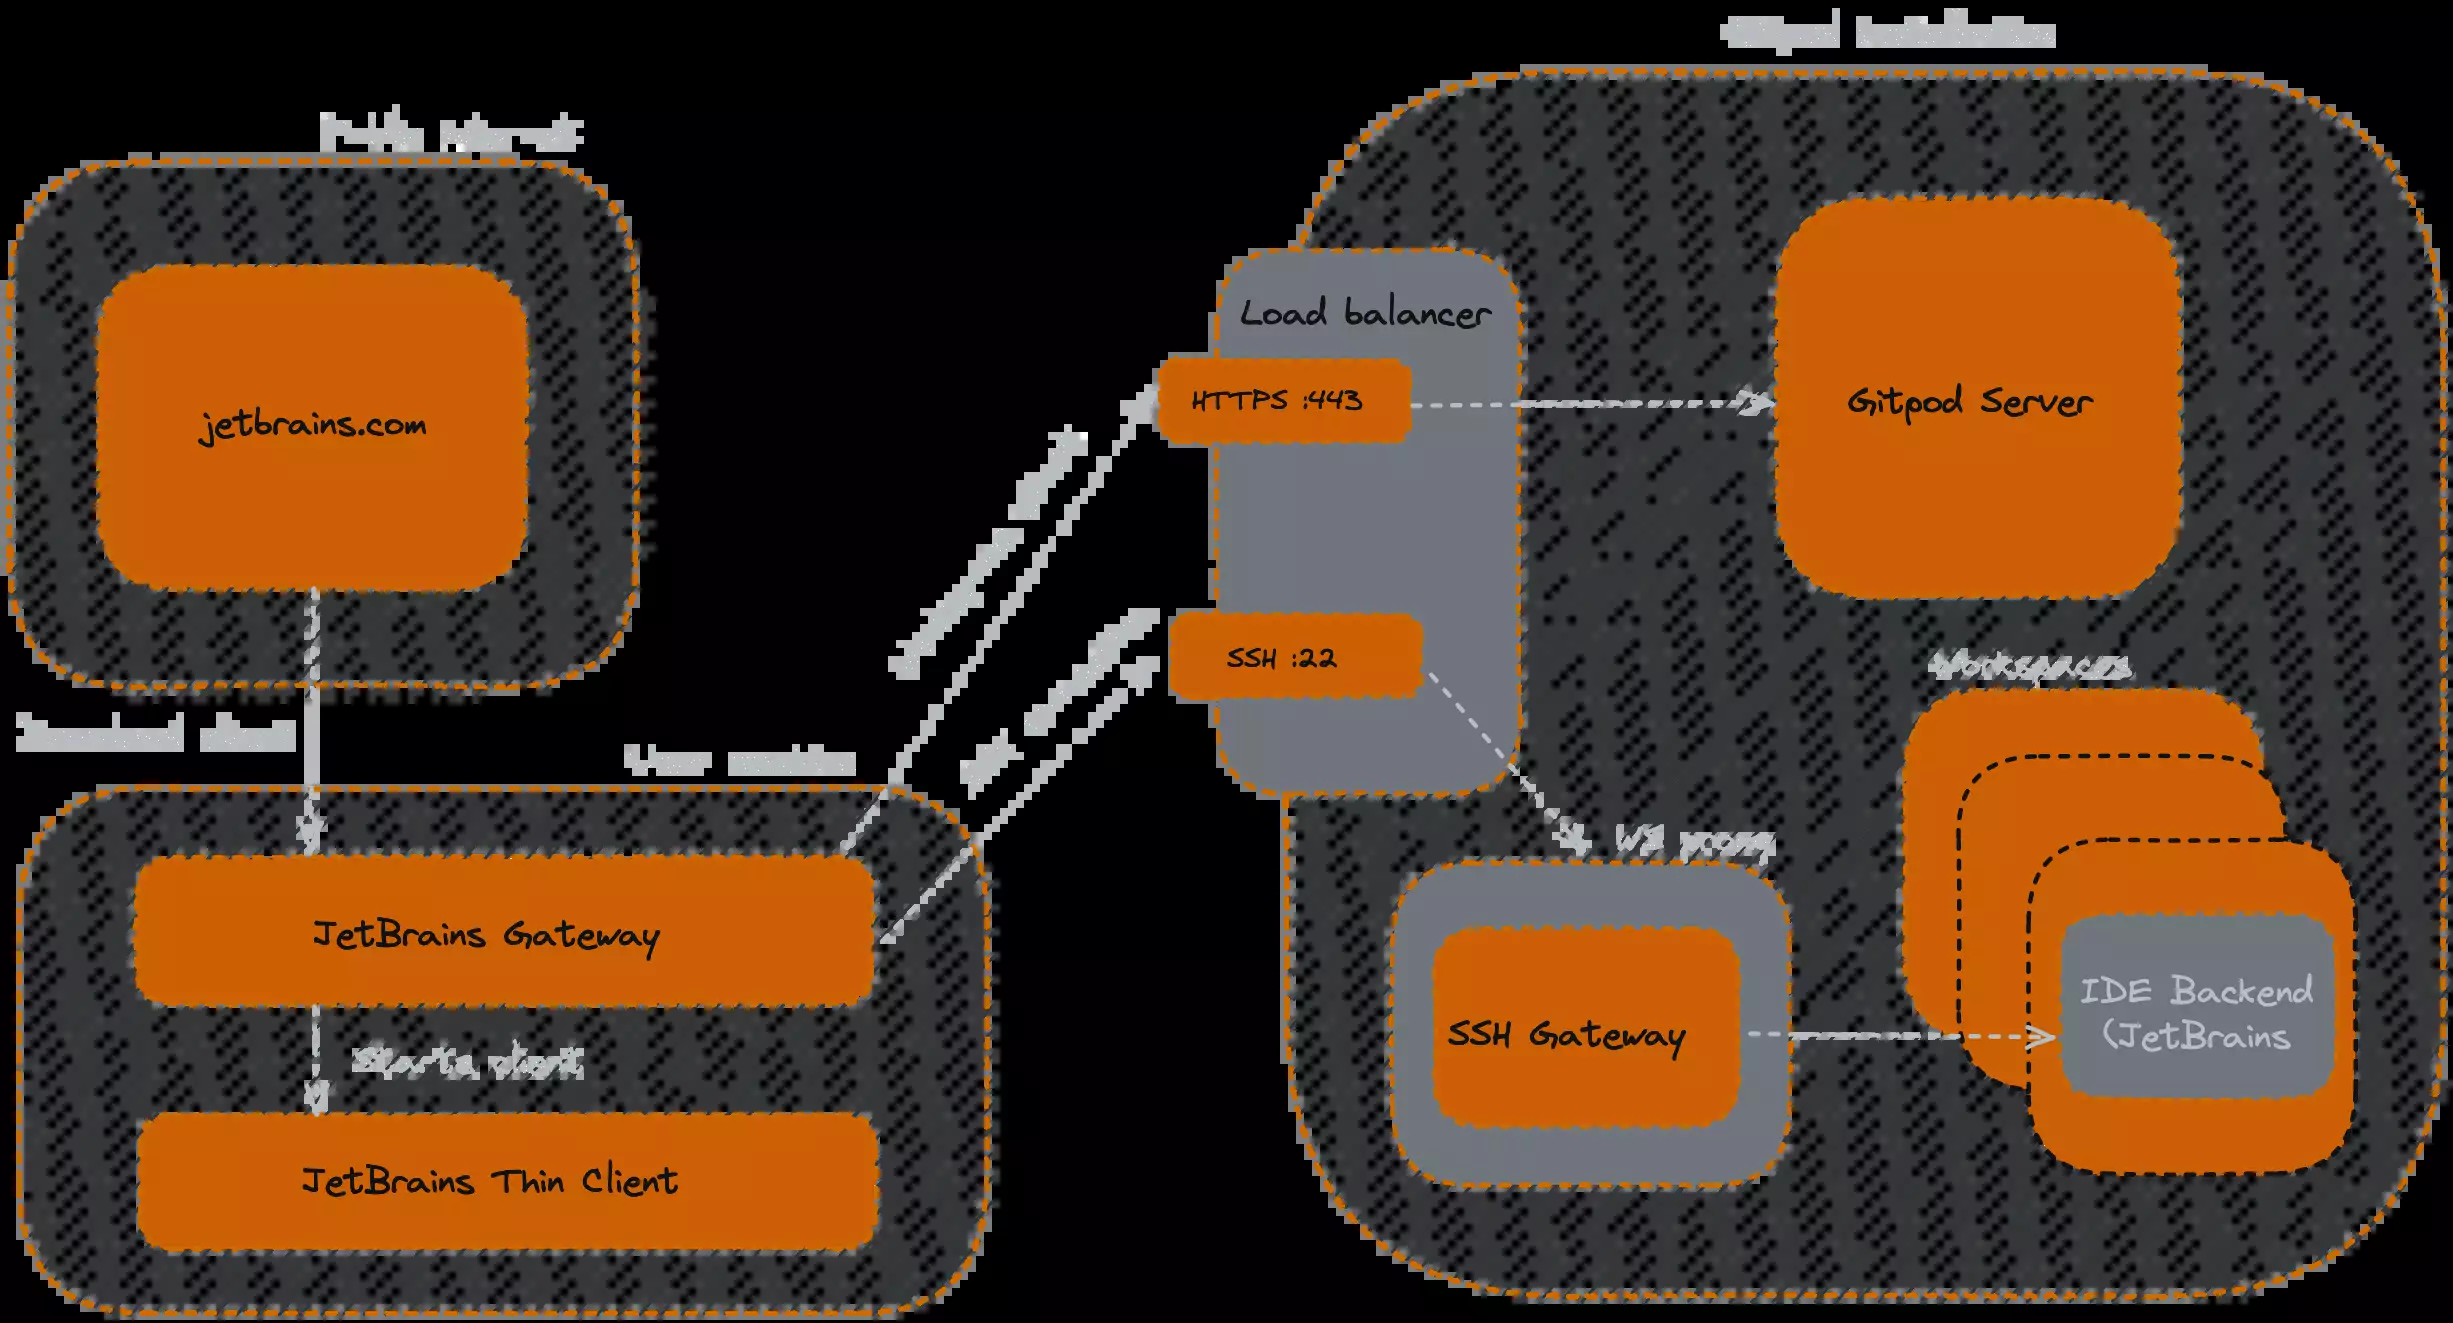 Gitpod installation
Public internet
jetbrains.com
Load balancer
HTTPS :443
Gitpod Server
SSH :22
Workspaces
Download client
User machine
WS proxy
JetBrains Gateway
SSH Gateway
IDE Backend
(JetBrains
Starts client
JetBrains Thin Client